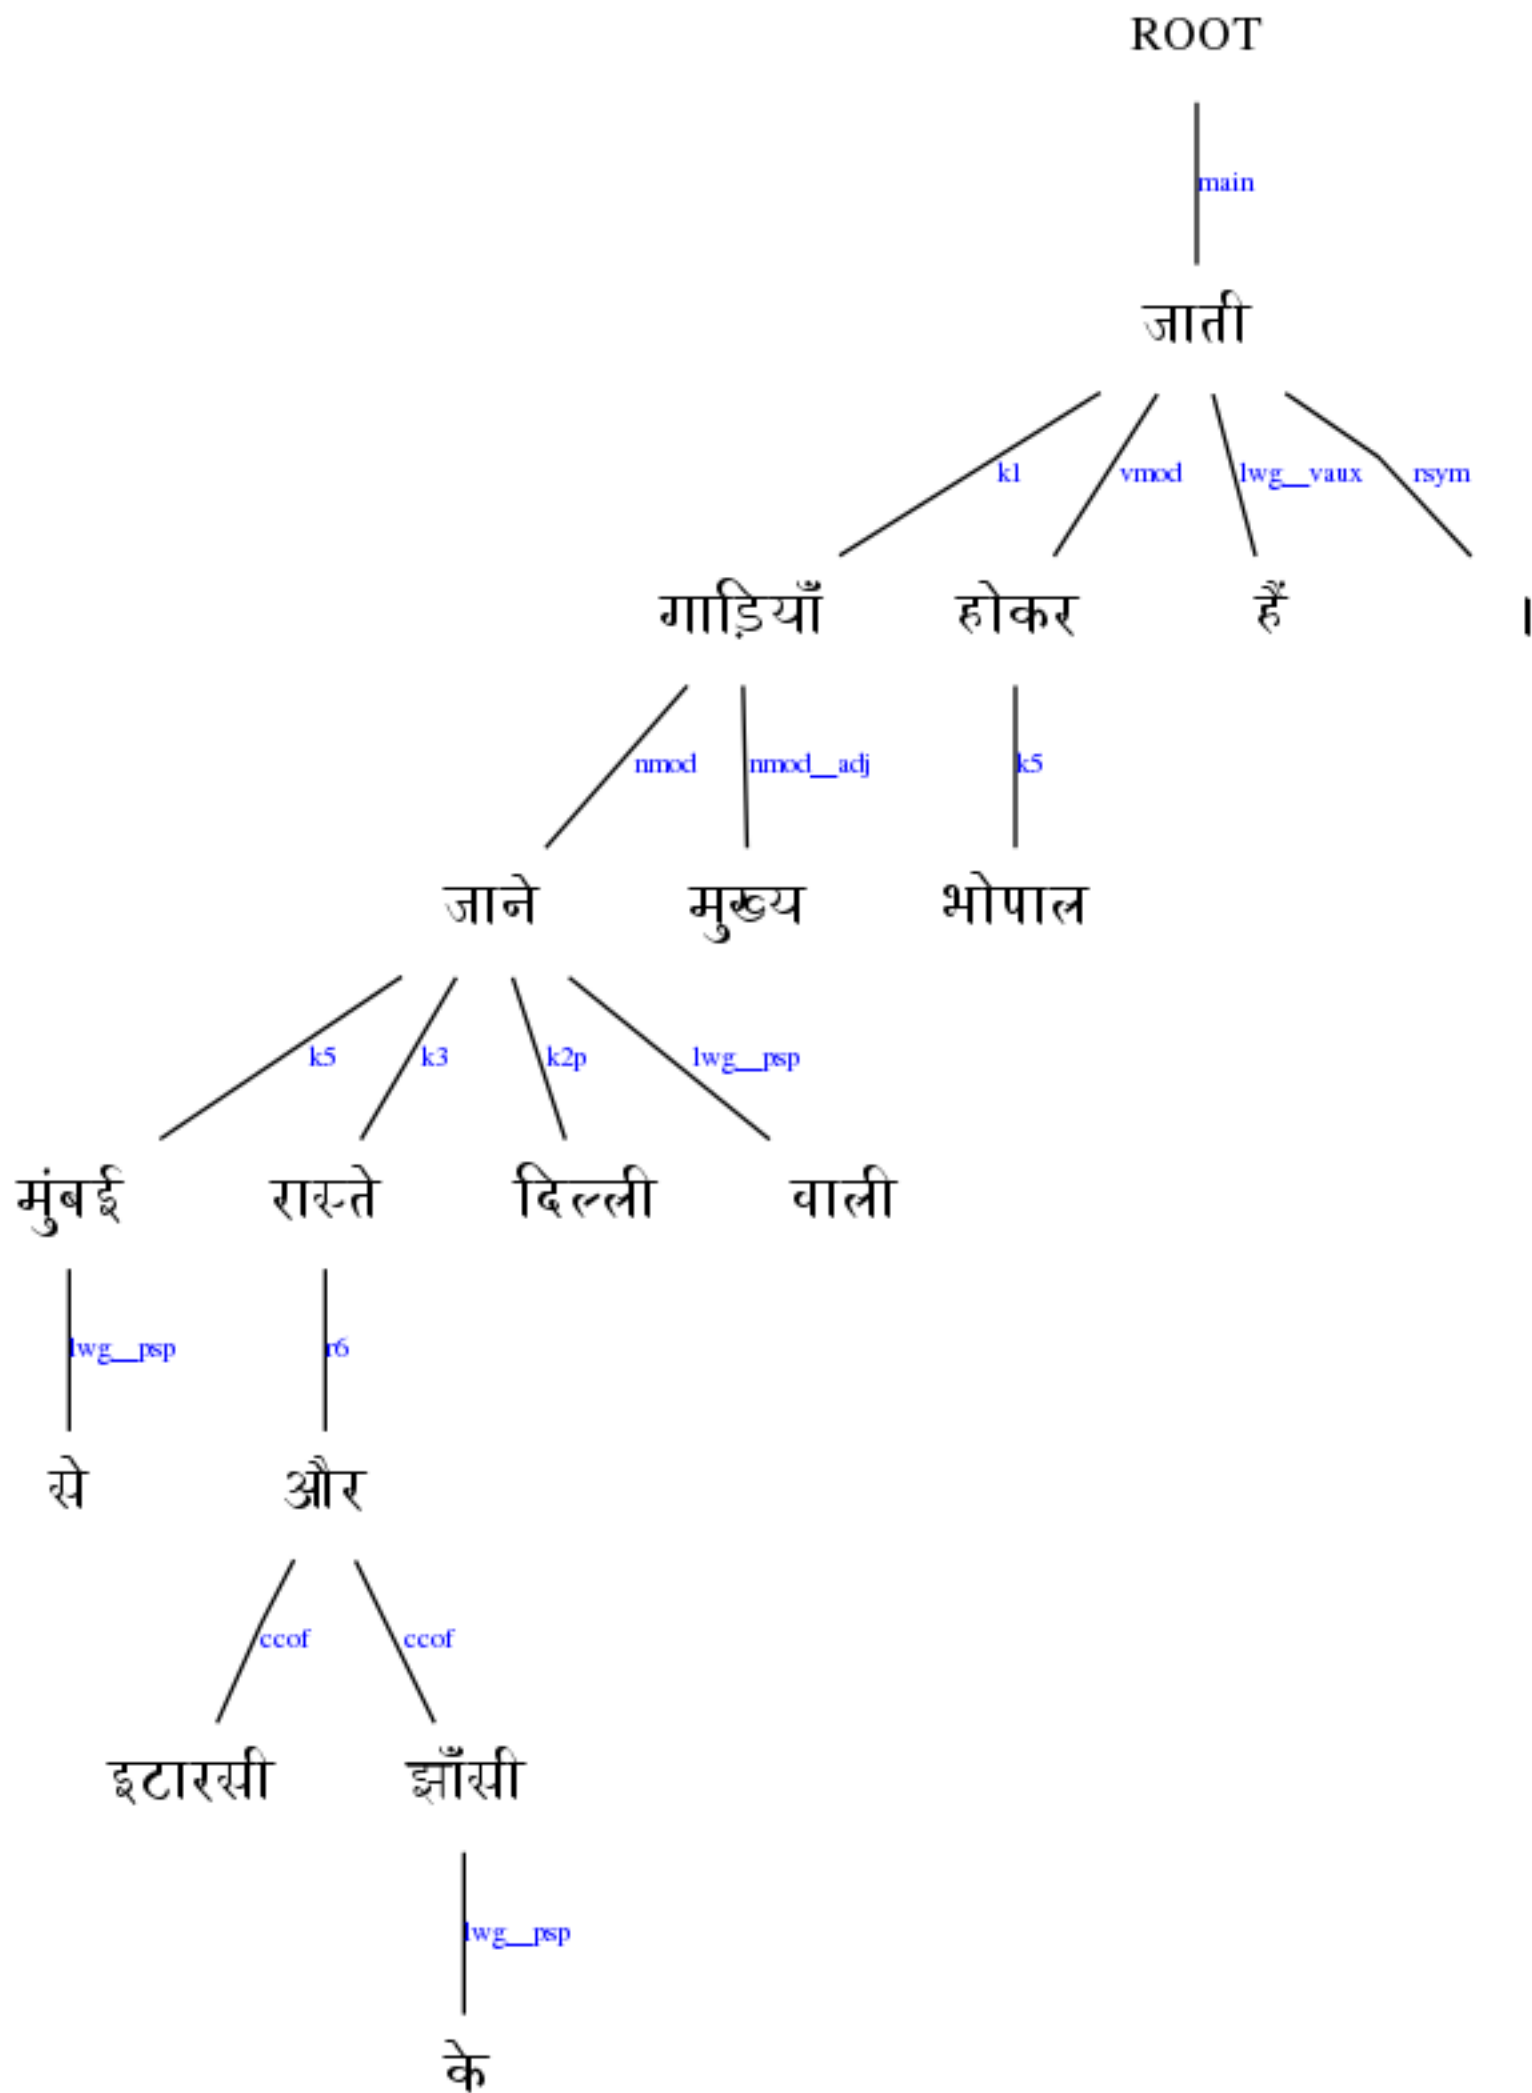 ROOT
main
जाती
k1 vmod lwg__vaux rsym
गाड़ियाँ होकर हैं ।
nmod nmod__adj k5
जाने मुख्य भोपाल
k5 k3 k2p lwg__psp
मुंबई रास्ते दिल्ली वाली
lwg__psp r6
से और
ccof ccof
इटारसी झाँसी
lwg__psp
के